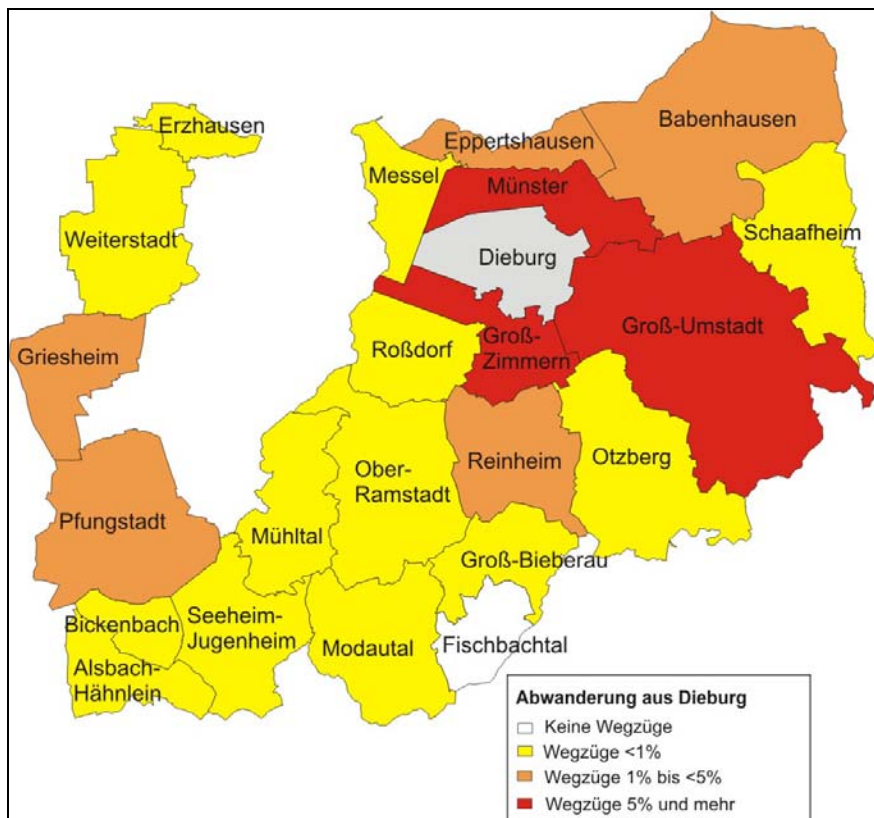 Erzhausen
Babenhausen
Eppertshausen
Messel
Münster
Weiterstadt
Schaafheim
Dieburg
Groß-Umstadt
Griesheim
Roßdorf
Groß-
Zimmern
Reinheim
Otzberg
Ober-
Ramstadt
Pfungstadt
Mühltal
Groß-Bieberau
Bickenbach
Seeheim-
Jugenheim
Modautal
Fischbachtal
Alsbach-
Hähnlein
Abwanderung aus Dieburg
Keine Wegzüge
Wegzüge <1%
Wegzüge 1% bis <5%
Wegzüge 5% und mehr